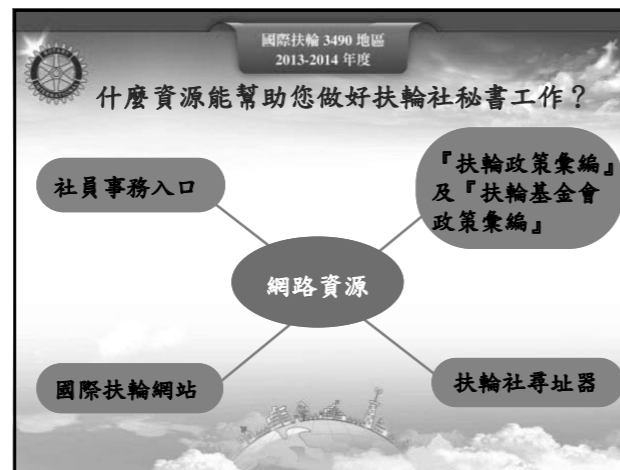 國際扶輪 3490 地區
2013-2014 年度
什麼資源能幫助您做好扶輪社秘書工作？
社員事務入口
『扶輪政策彙編』
及『扶輪基金會
政策彙編』
網路資源
國際扶輪網站
扶輪社尋址器